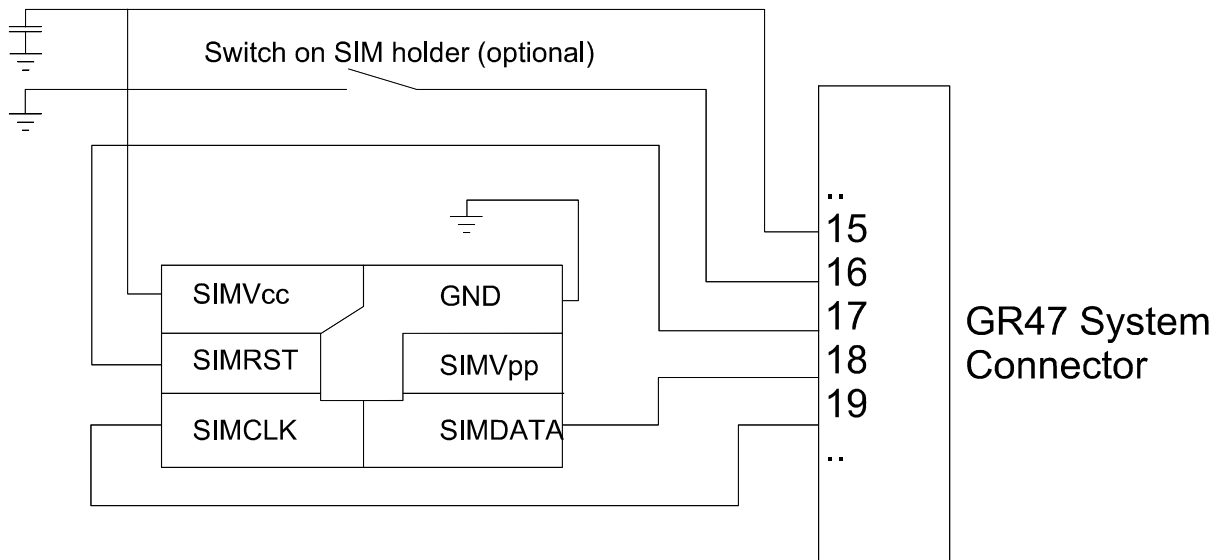 Switch on SIM holder (optional)
SIMVcc
GND
SIMRST
SIMVpp
SIMCLK
SIMDATA
..
15
16
17
18
19
..
GR47 System
Connector